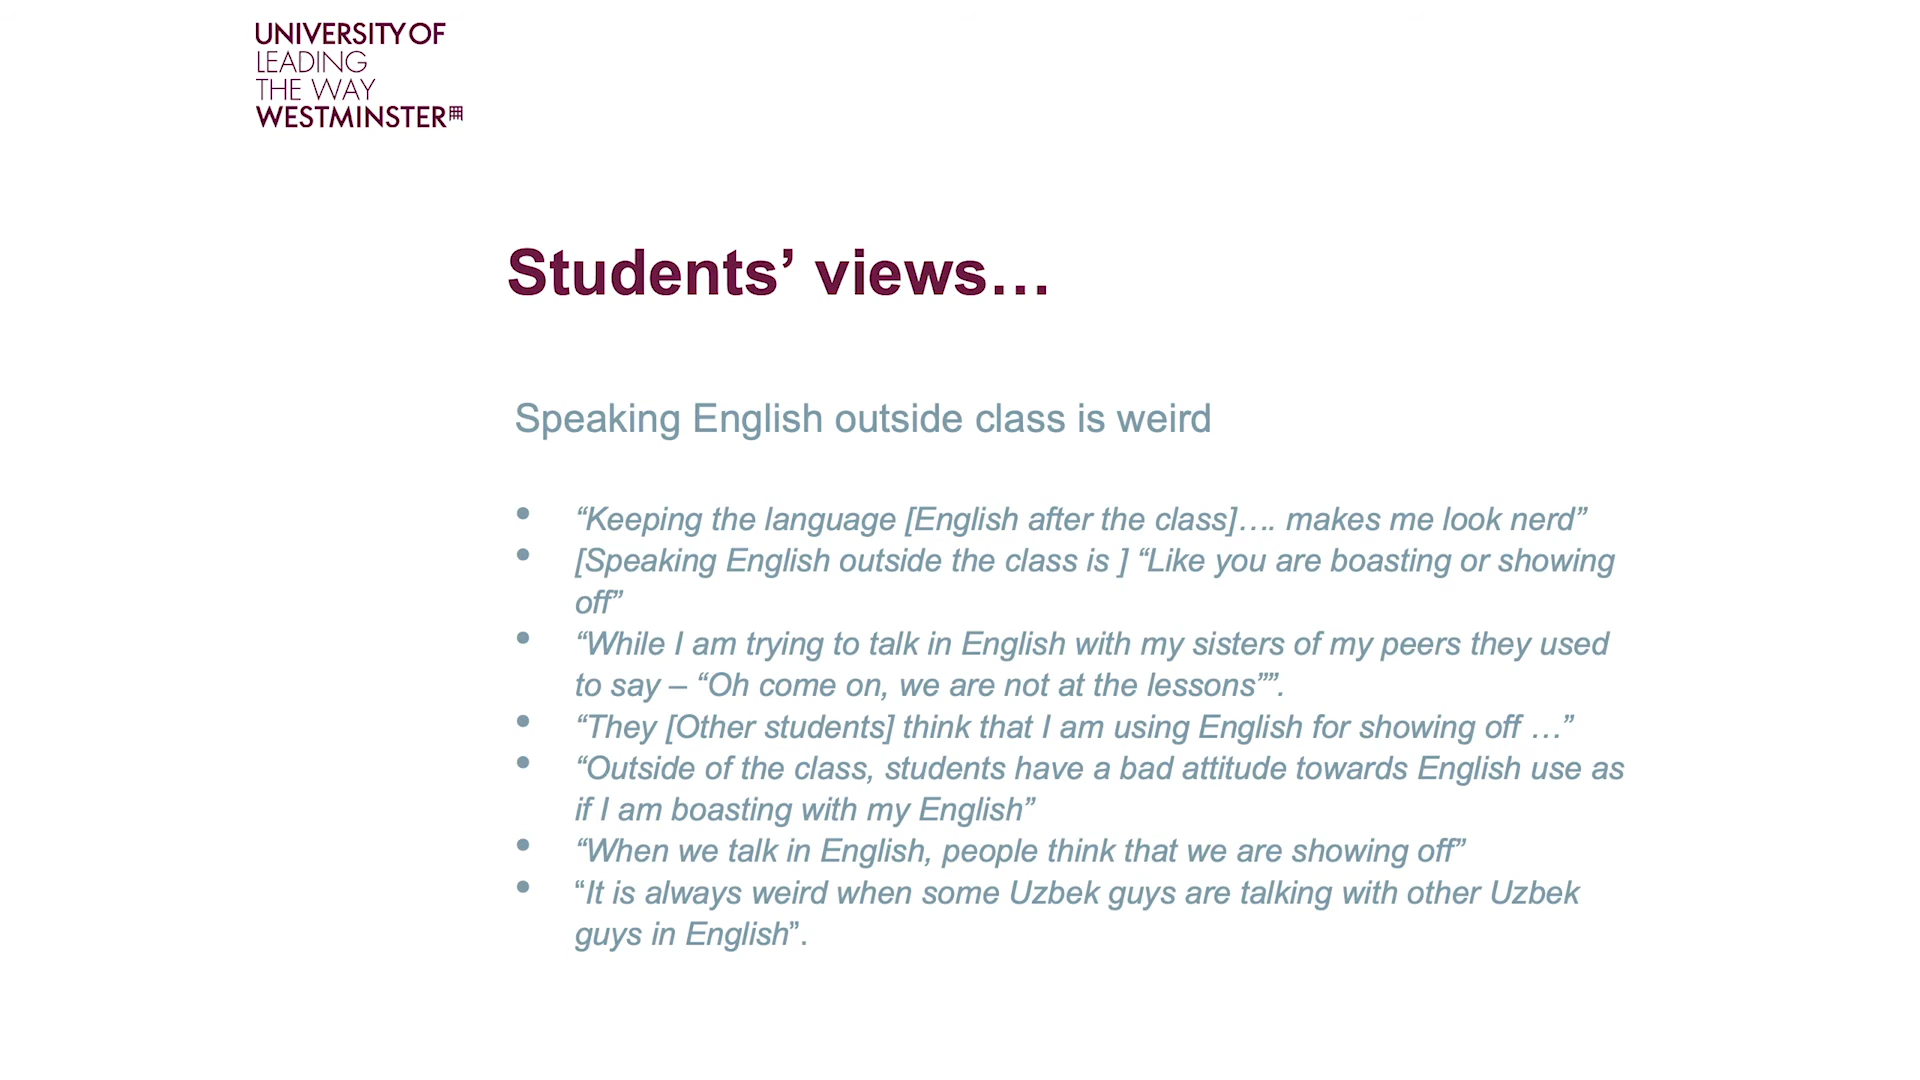 UNIVERSITY OF
LEADING
THE WAY
WESTMINSTER
Students’ views…
Speaking English outside class is weird
• “Keeping the language [English after the class]…. makes me look nerd”
• [Speaking English outside the class is ] “Like you are boasting or showing
off”
• “While I am trying to talk in English with my sisters of my peers they used
to say – “Oh come on, we are not at the lessons””.
• “They [Other students] think that I am using English for showing off …”
• “Outside of the class, students have a bad attitude towards English use as
if I am boasting with my English”
• “When we talk in English, people think that we are showing off”
• “It is always weird when some Uzbek guys are talking with other Uzbek
guys in English”.